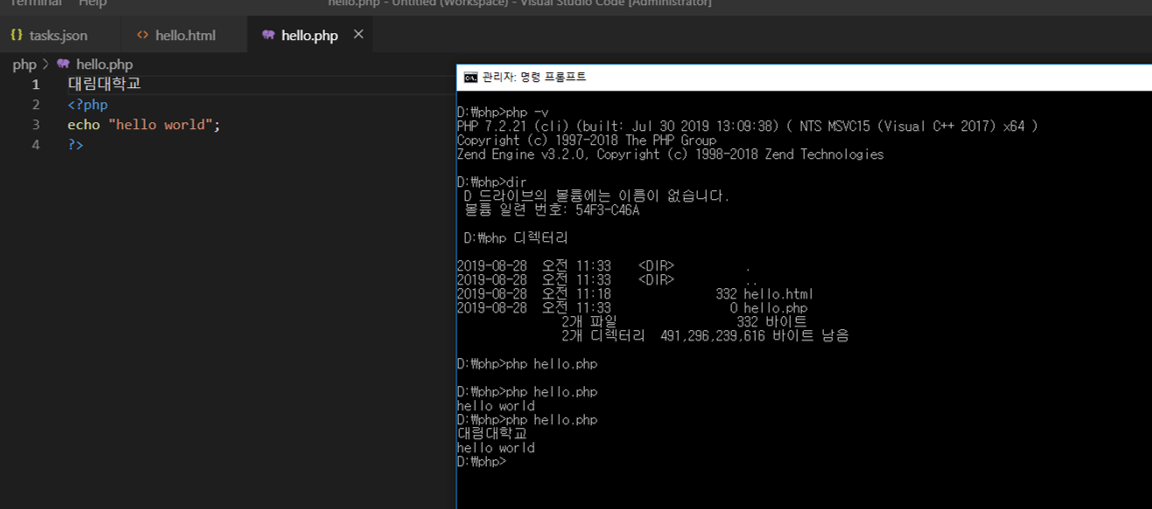 Terminal Help hello.php - Untitled (Workspace) - Visual Studio Code [Administrator]
tasks.json hello.html hello.php
php > hello.php
1 대림대학교
2 <?php
3 echo "hello world";
4 ?>
관리자: 명령 프롬프트
D:\php>php -v
PHP 7.2.21 (cli) (built: Jul 30 2019 13:09:38) ( NTS MSVC15 (Visual C++ 2017) x64 )
Copyright (c) 1997-2018 The PHP Group
Zend Engine v3.2.0, Copyright (c) 1998-2018 Zend Technologies
D:\php>dir
D 드라이브의 볼륨에는 이름이 없습니다.
볼륨 일련 번호: 54F3-C46A
D:\php 디렉터리
2019-08-28 오전 11:33 <DIR> .
2019-08-28 오전 11:33 <DIR> ..
2019-08-28 오전 11:18 332 hello.html
2019-08-28 오전 11:33 0 hello.php
2개 파일 332 바이트
2개 디렉터리 491,296,239,616 바이트 남음
D:\php>php hello.php
D:\php>php hello.php
hello world
D:\php>php hello.php
대림대학교
hello world
D:\php>